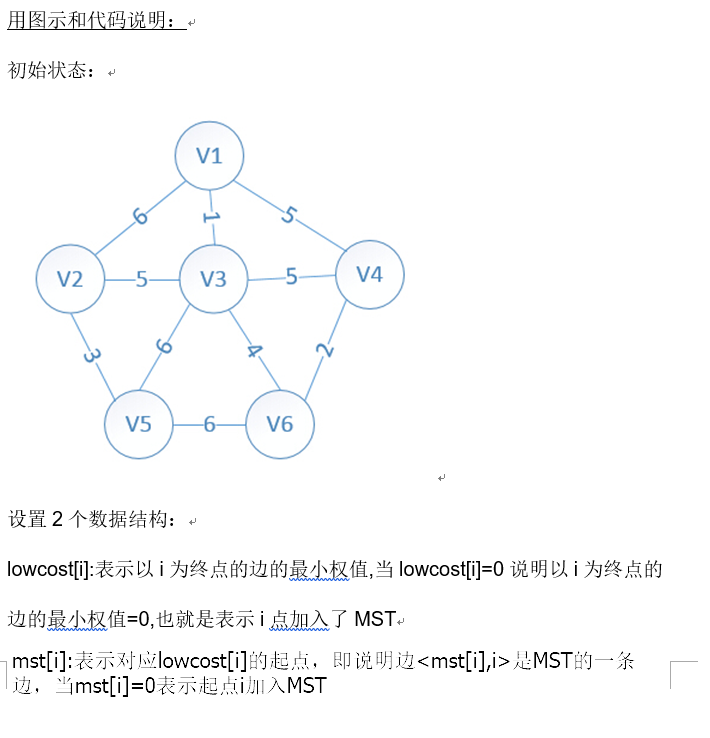 用图示和代码说明：
初始状态：
V1
6
1
5
V2
5
V3
5
V4
3
6
4
2
V5
6
V6
设置 2 个数据结构：
lowcost[i]:表示以 i 为终点的边的最小权值,当 lowcost[i]=0 说明以 i 为终点的
边的最小权值=0,也就是表示 i 点加入了 MST
mst[i]:表示对应lowcost[i]的起点，即说明边<mst[i],i>是MST的一条
边，当mst[i]=0表示起点i加入MST